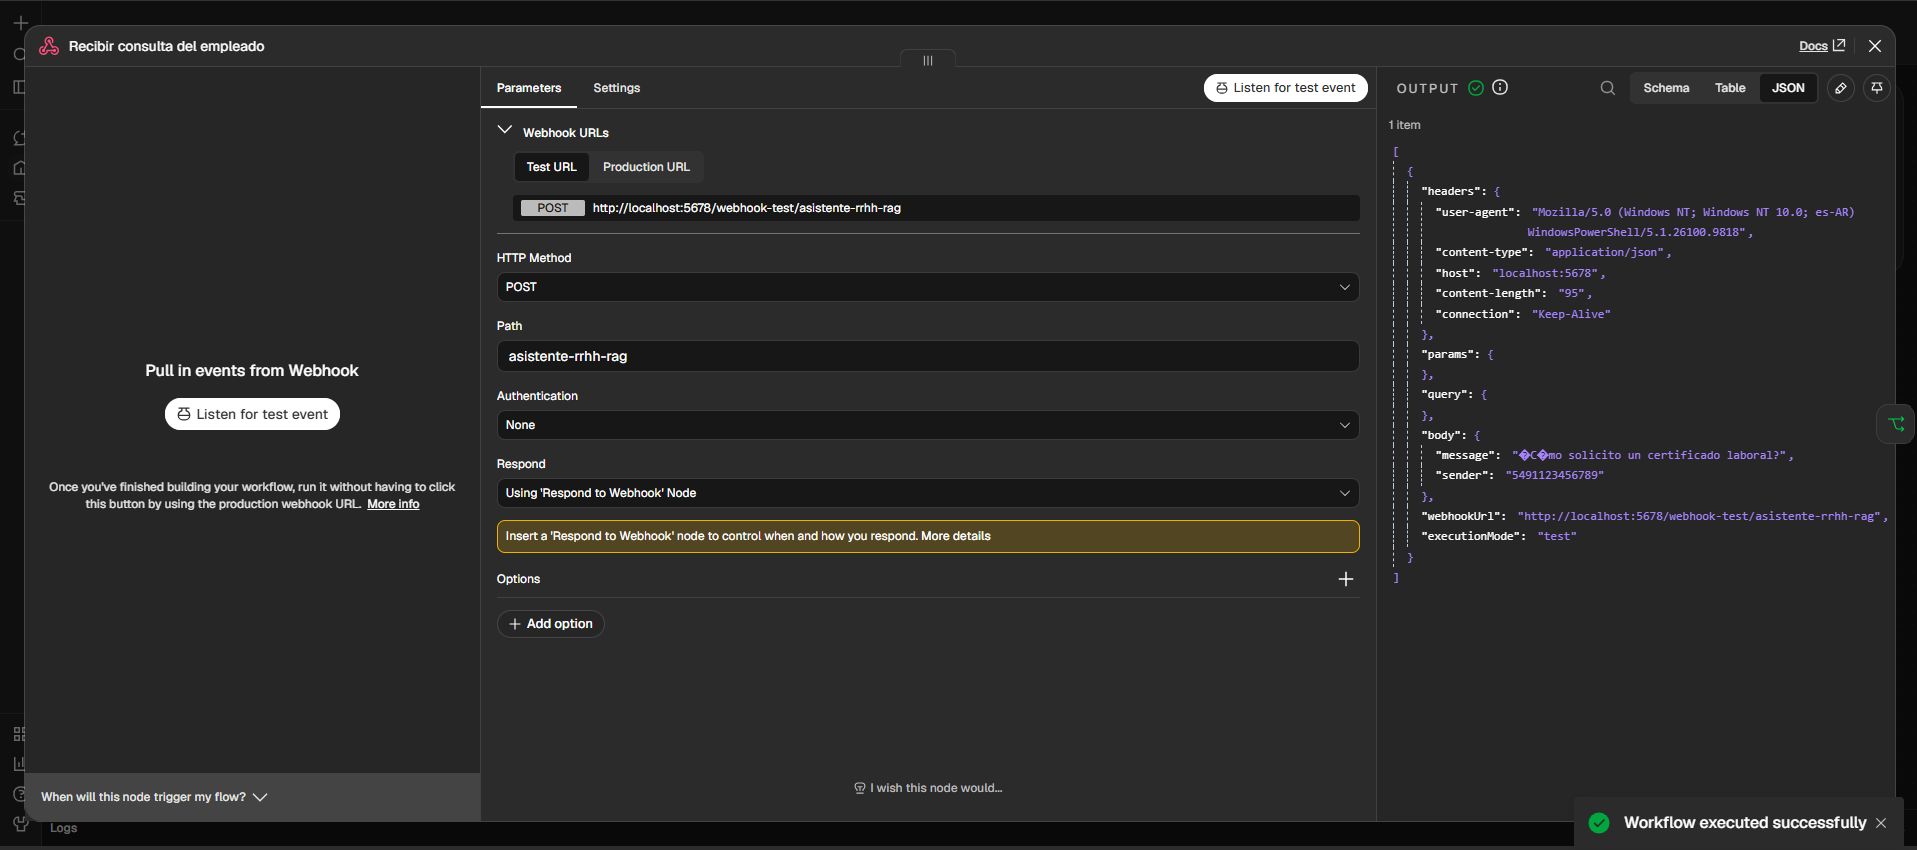 Recibir consulta del empleado
Docs
Parameters
Settings
Listen for test event
OUTPUT
Schema
Table
JSON
Webhook URLs
Test URL
Production URL
POST
http://localhost:5678/webhook-test/asistente-rrhh-rag
HTTP Method
POST
Path
asistente-rrhh-rag
Authentication
None
Respond
Using 'Respond to Webhook' Node
Insert a 'Respond to Webhook' node to control when and how you respond. More details
Options
Add option
I wish this node would...
Pull in events from Webhook
Listen for test event
Once you've finished building your workflow, run it without having to click
this button by using the production webhook URL. More info
When will this node trigger my flow?
Logs
1 item
[
{
"headers": {
"user-agent": "Mozilla/5.0 (Windows NT; Windows NT 10.0; es-AR)
WindowsPowerShell/5.1.26100.9818",
"content-type": "application/json",
"host": "localhost:5678",
"content-length": "95",
"connection": "Keep-Alive"
},
"params": {
},
"query": {
},
"body": {
"message": "�C�mo solicito un certificado laboral?",
"sender": "5491123456789"
},
"webhookUrl": "http://localhost:5678/webhook-test/asistente-rrhh-rag",
"executionMode": "test"
}
]
Workflow executed successfully